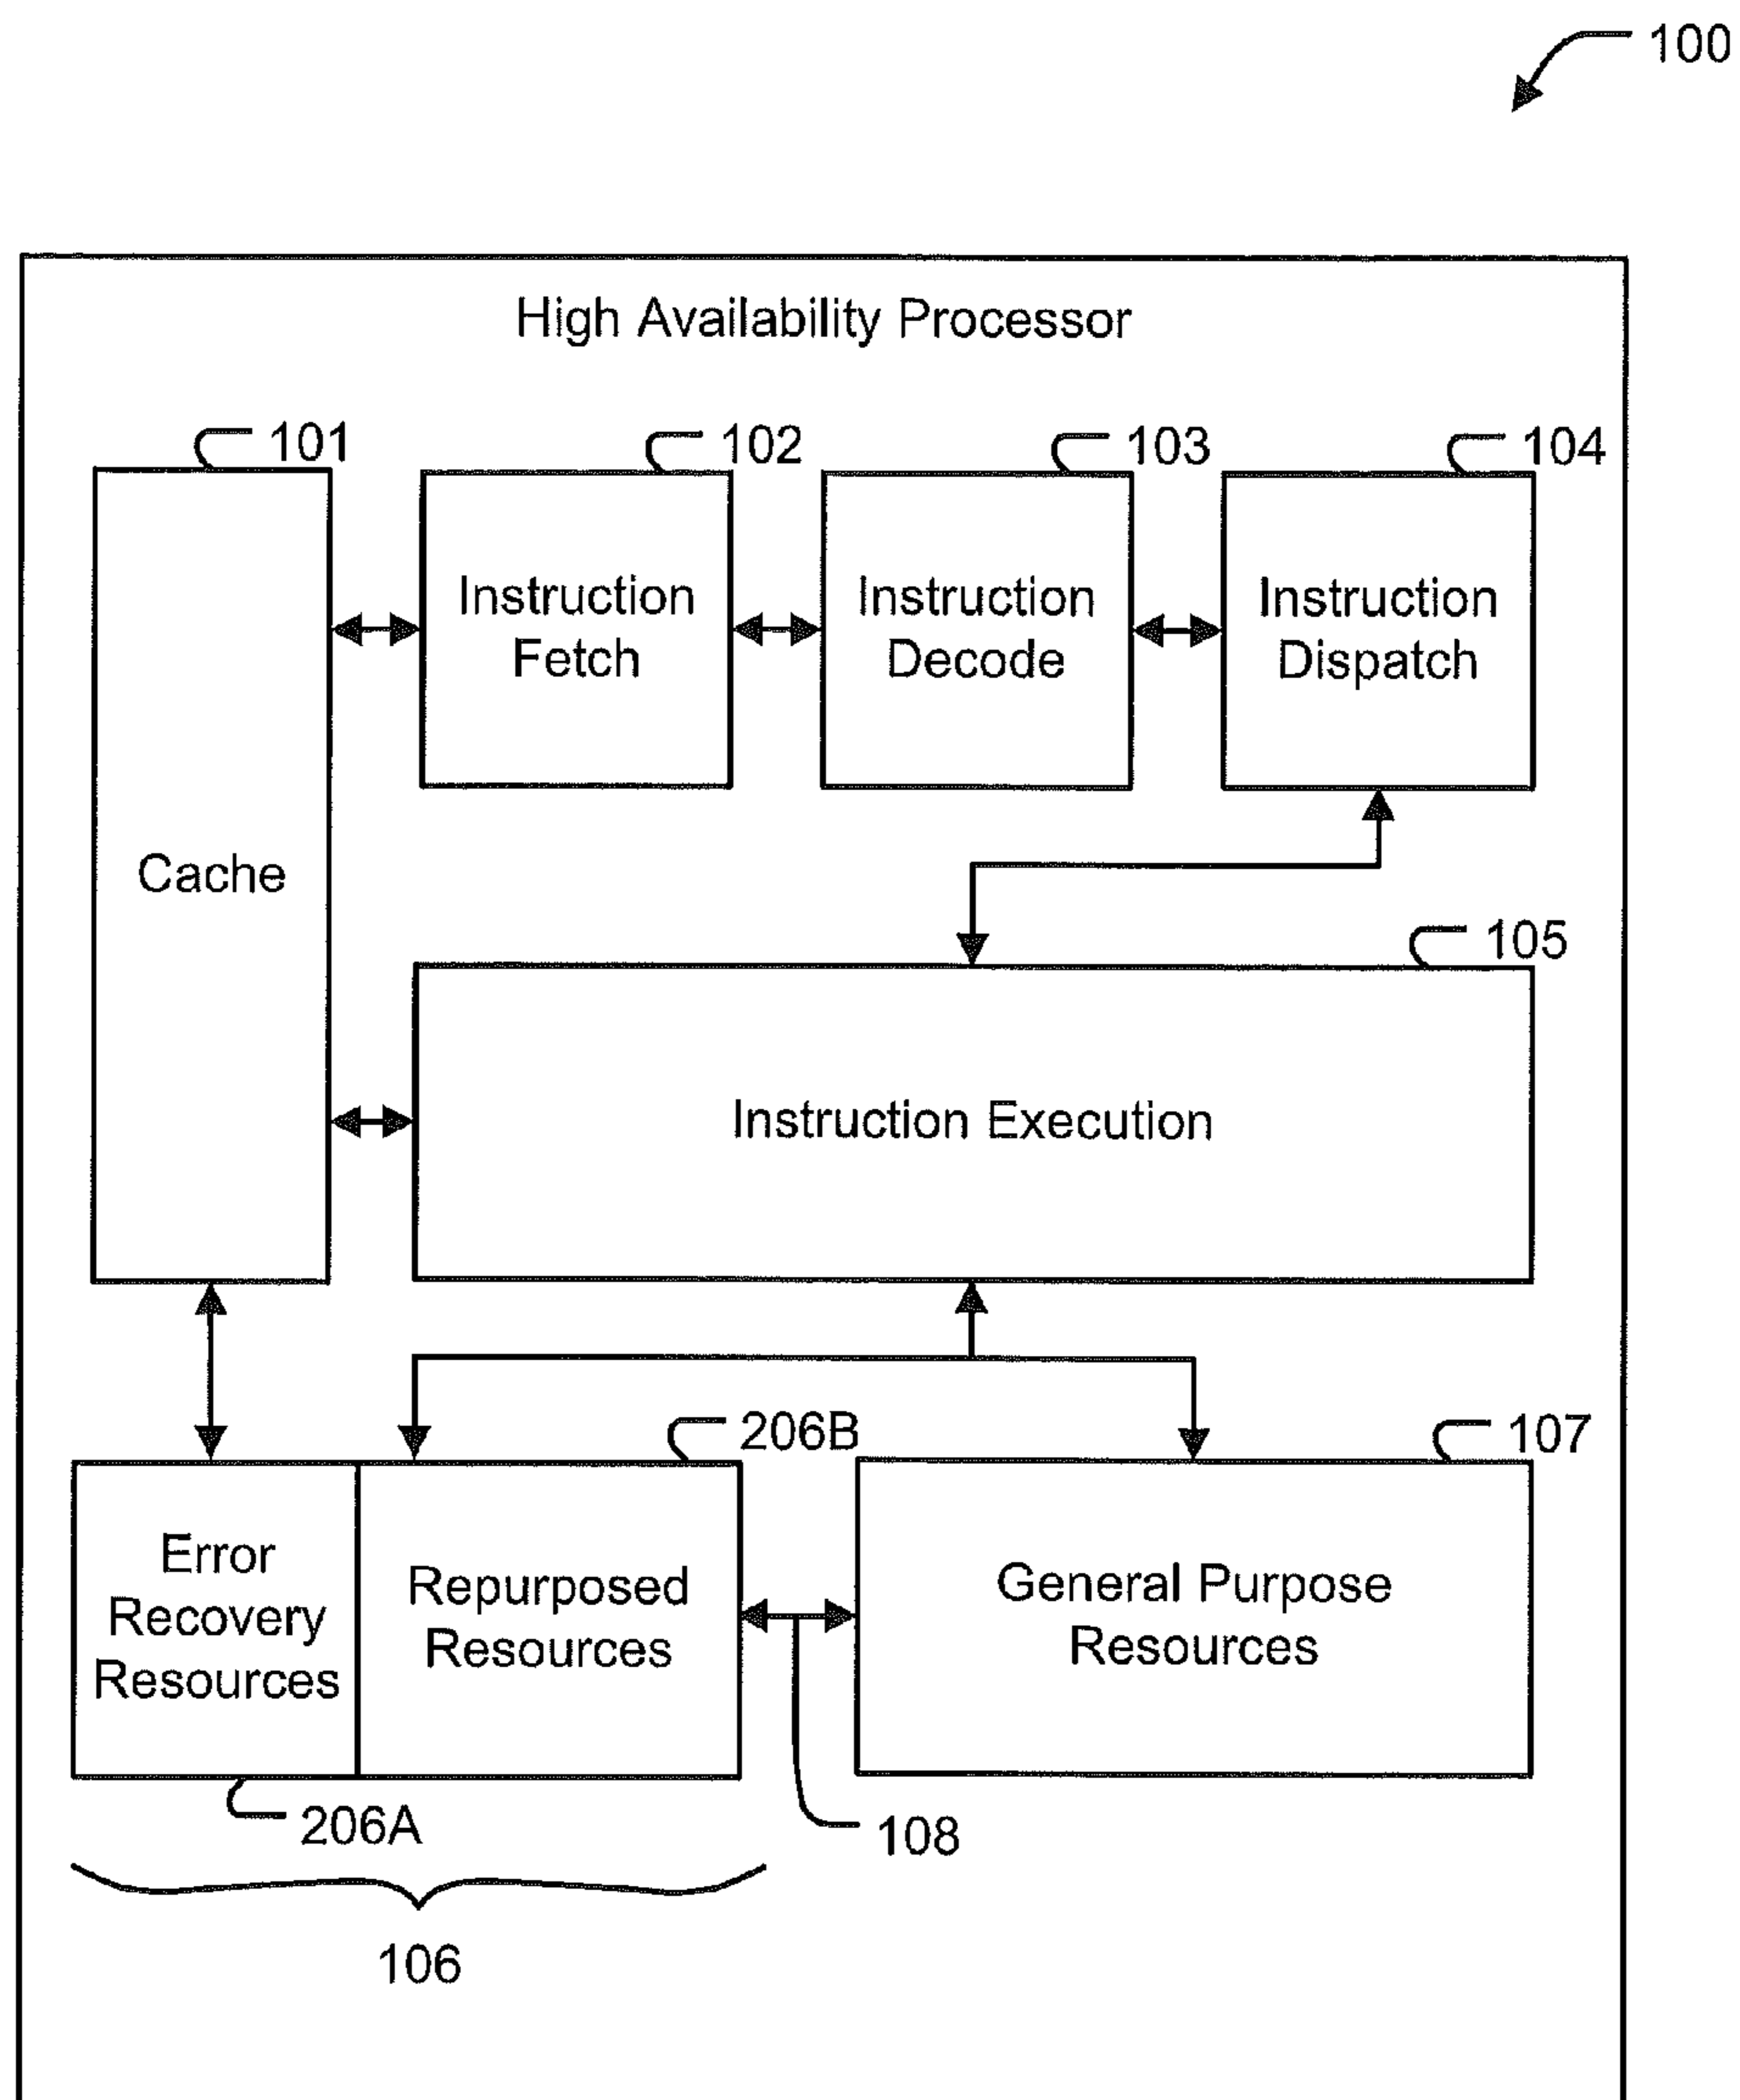 100
High Availability Processor
101
102
103
104
Instruction
Fetch
Instruction
Decode
Instruction
Dispatch
Cache
105
Instruction Execution
206B
107
Error
Recovery
Resources
Repurposed
Resources
General Purpose
Resources
206A
108
106